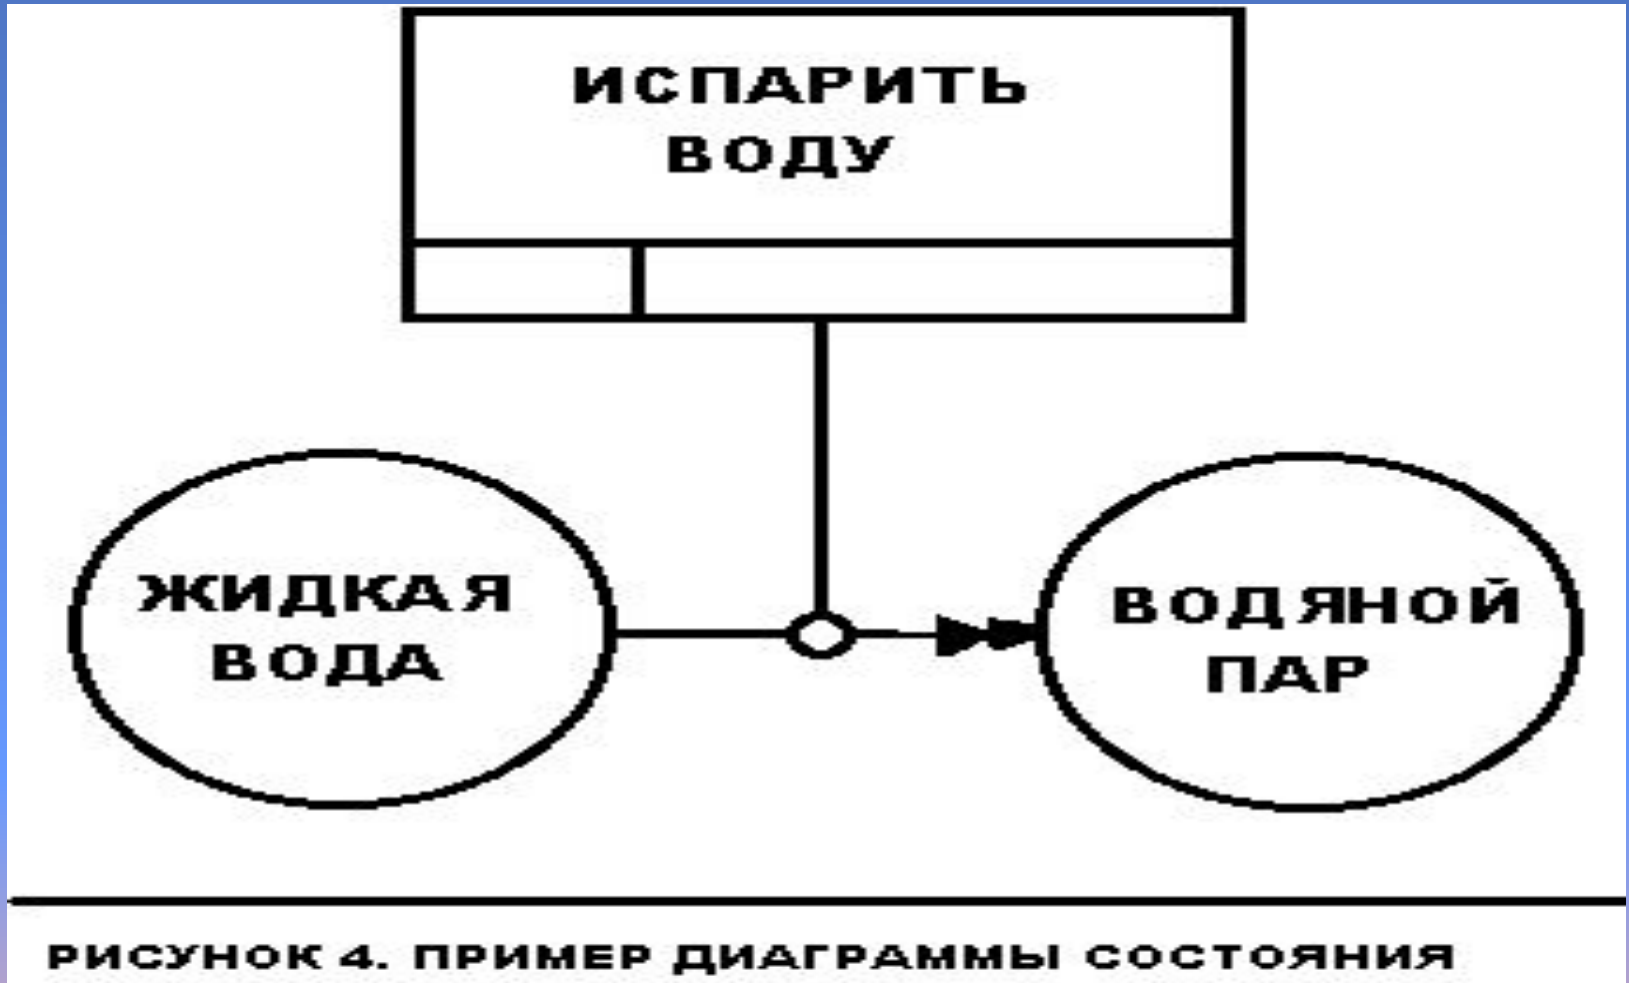 ИСПАРИТЬ
ВОДУ
ЖИДКАЯ
ВОДА
ВОДЯНОЙ
ПАР
РИСУНОК 4. ПРИМЕР ДИАГРАММЫ СОСТОЯНИЯ